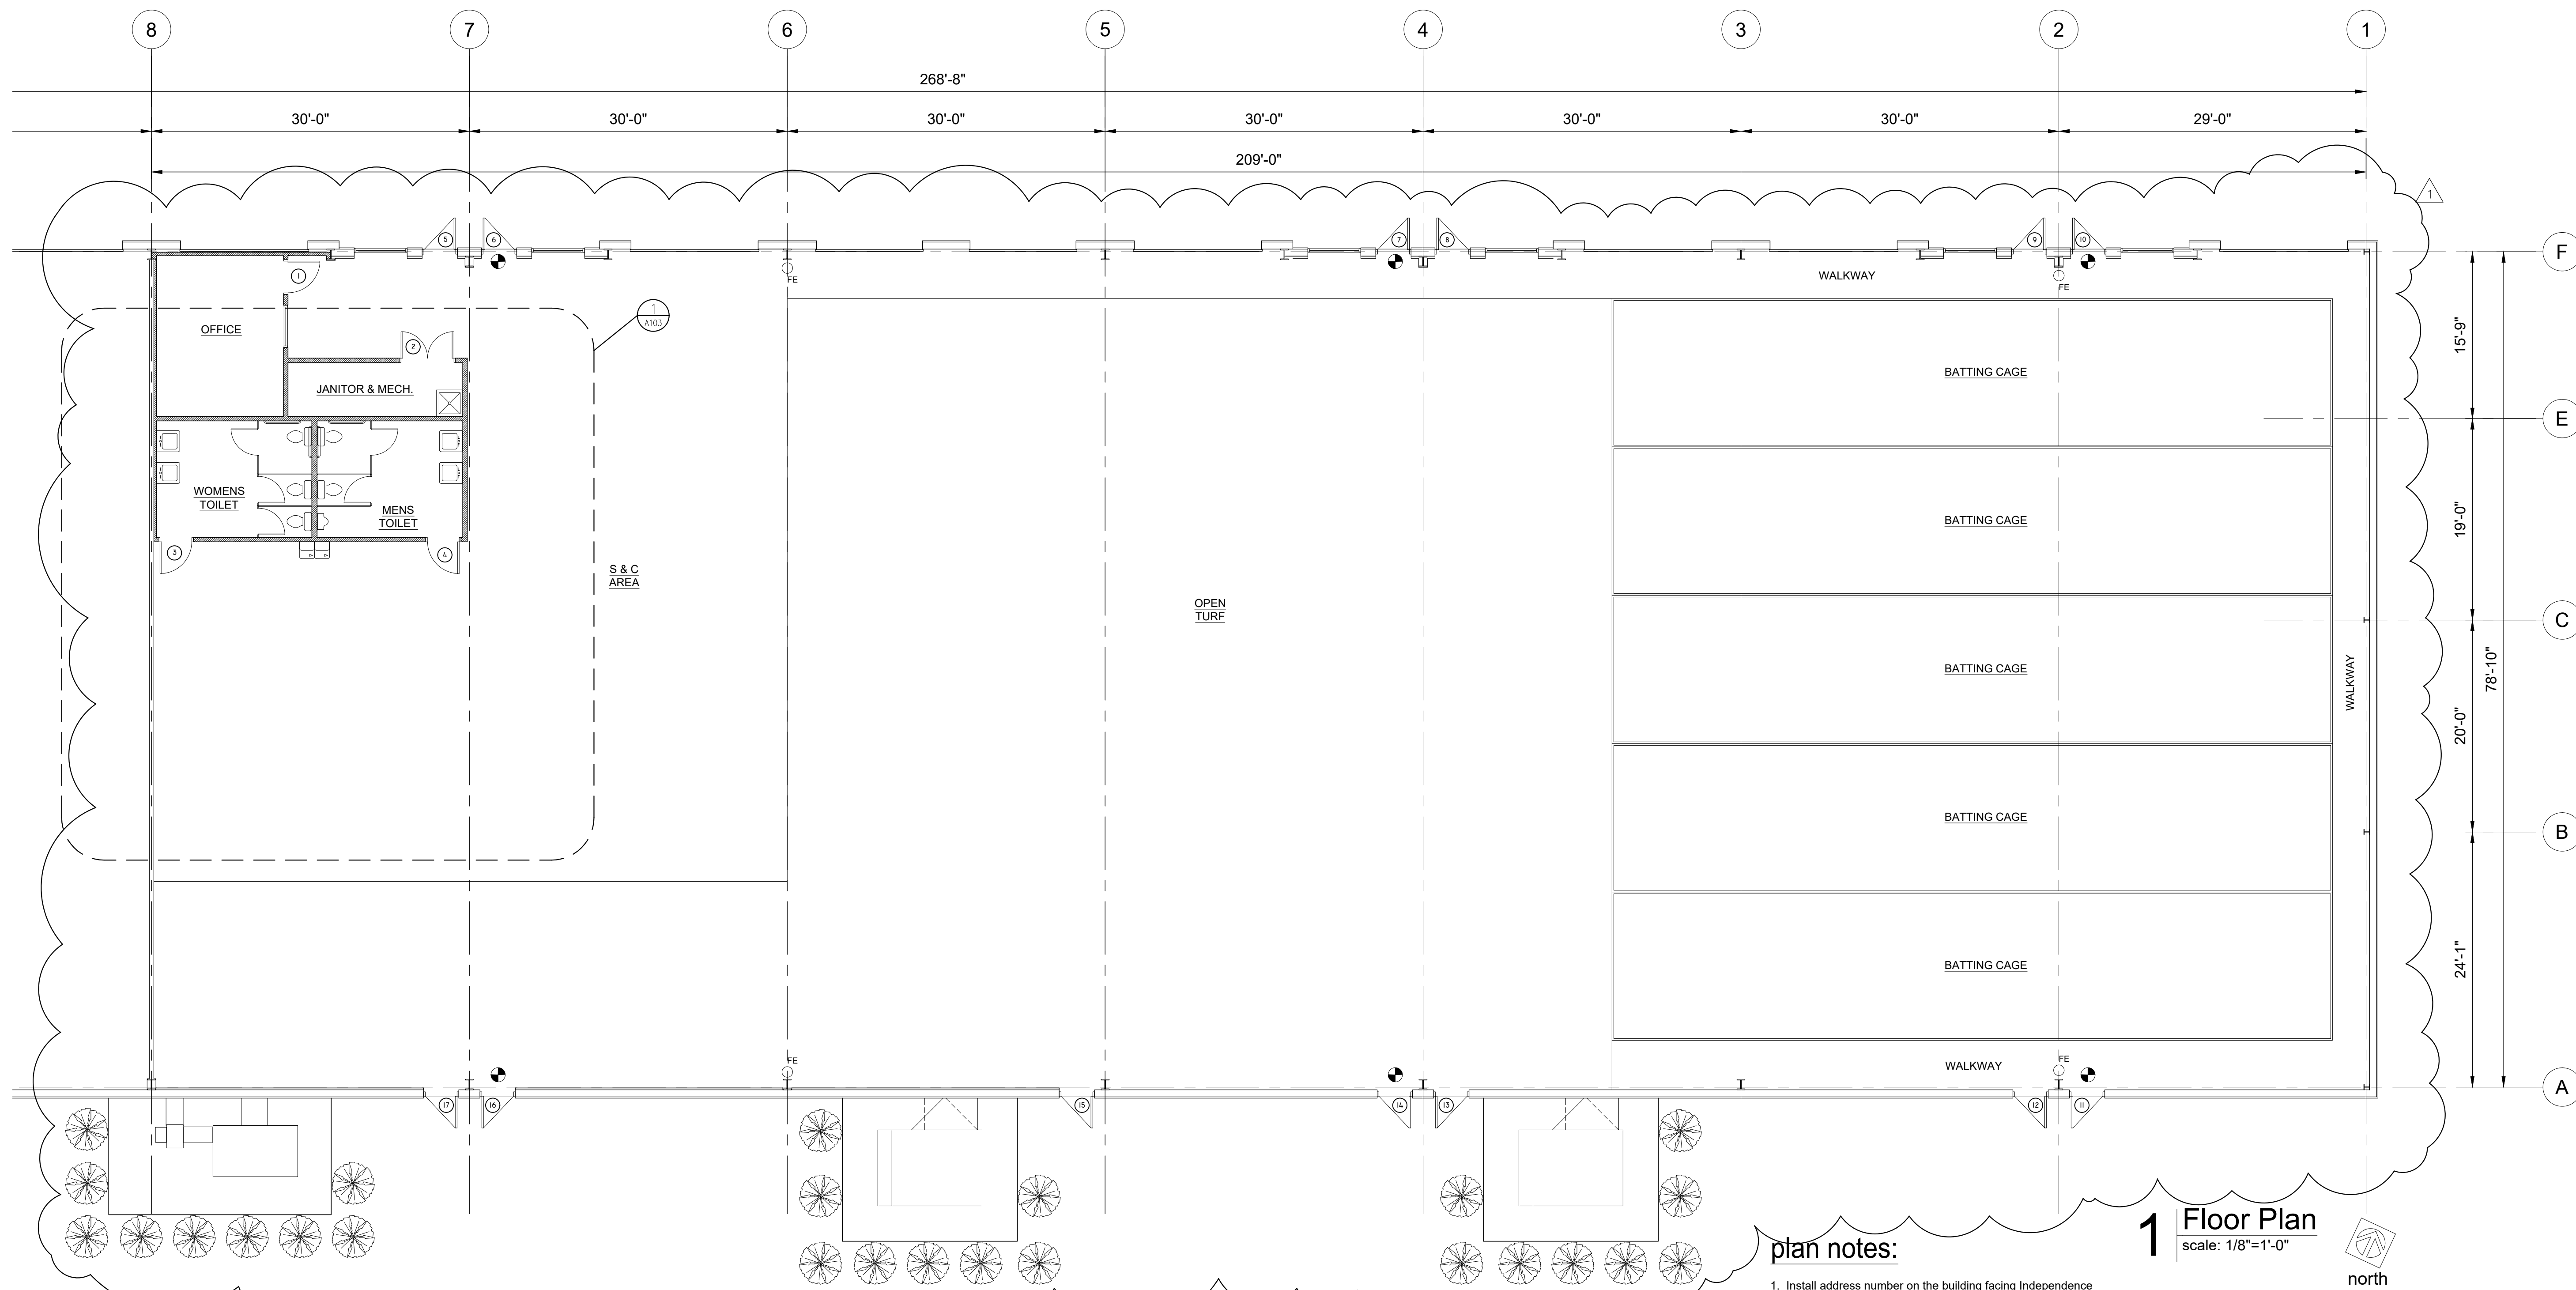 8 7 6 5 4 3 2 1
268'-8"
30'-0" 30'-0" 30'-0" 30'-0" 30'-0" 30'-0" 29'-0"
209'-0"
1
5 6 7 8 9 10
F
1
FE
WALKWAY
FE
1
A103
OFFICE
2
15'-9"
JANITOR & MECH.
BATTING CAGE
E
WOMENS
TOILET
MENS
TOILET
BATTING CAGE
19'-0"
3
4
S & C
AREA
OPEN
TURF
C
BATTING CAGE
WALKWAY
78'-10"
20'-0"
BATTING CAGE
B
BATTING CAGE
24'-1"
FE
WALKWAY
FE
A
17 16 15 14 13 12 11
1
Floor Plan
scale: 1/8"=1'-0"
north
plan notes:
1. Install address number on the building facing Independence